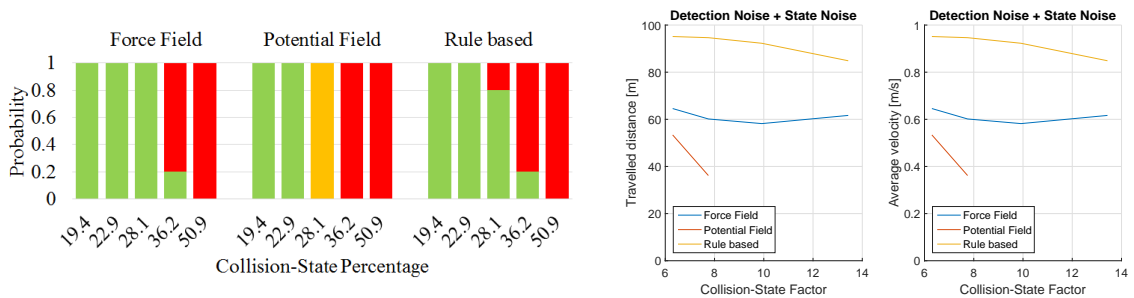 Force Field Potential Field Rule based
Probability
1
0.8
0.6
0.4
0.2
0
19.4 22.9 28.1 36.2 50.9 19.4 22.9 28.1 36.2 50.9 19.4 22.9 28.1 36.2 50.9
Collision-State Percentage
Detection Noise + State Noise
Travelled distance [m]
100
80
60
40
20
0
Force Field
Potential Field
Rule based
6 8 10 12 14
Collision-State Factor
Detection Noise + State Noise
Average velocity [m/s]
1
0.8
0.6
0.4
0.2
0
Force Field
Potential Field
Rule based
6 8 10 12 14
Collision-State Factor